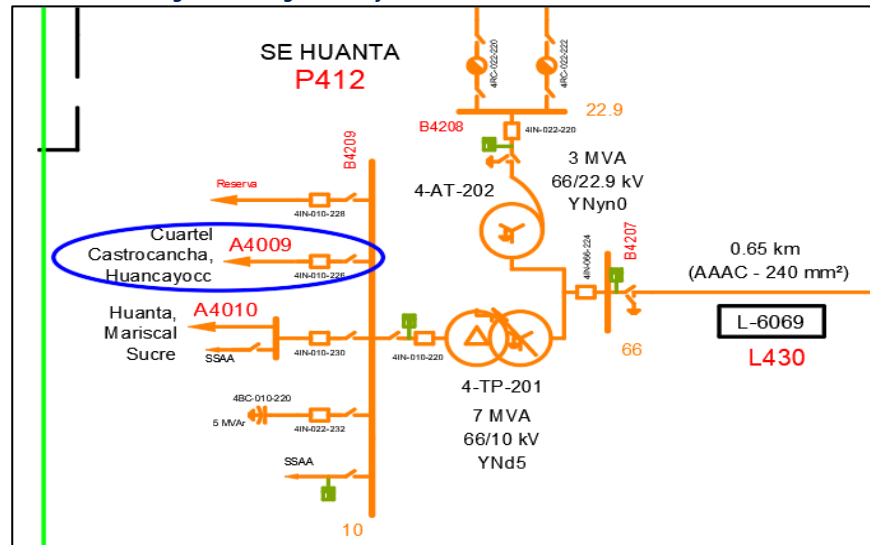 SE HUANTA
P412
4RC-022-220
4RC-022-222
22.9
B4208
4IN-022-220
B4209
3 MVA
66/22.9 kV
YNyn0
4-AT-202
Reserva
4IN-010-228
Cuartel
Castrocancha,
Huancayocc
A4009
4IN-010-226
B4207
4IN-066-224
0.65 km
(AAAC - 240 mm²)
L-6069
L430
66
Huanta,
Mariscal
Sucre
A4010
SSAA
4IN-010-230
4IN-010-220
4-TP-201
7 MVA
66/10 kV
YNd5
4BC-010-220
5 MVAr
4IN-022-232
SSAA
10